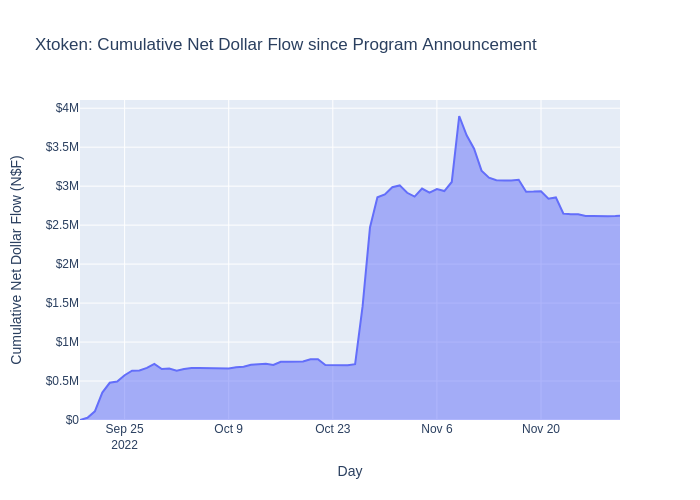 Xtoken: Cumulative Net Dollar Flow since Program Announcement
Cumulative Net Dollar Flow (N$F)
$4M
$3.5M
$3M
$2.5M
$2M
$1.5M
$1M
$0.5M
$0
Sep 25
2022
Oct 9
Oct 23
Nov 6
Nov 20
Day